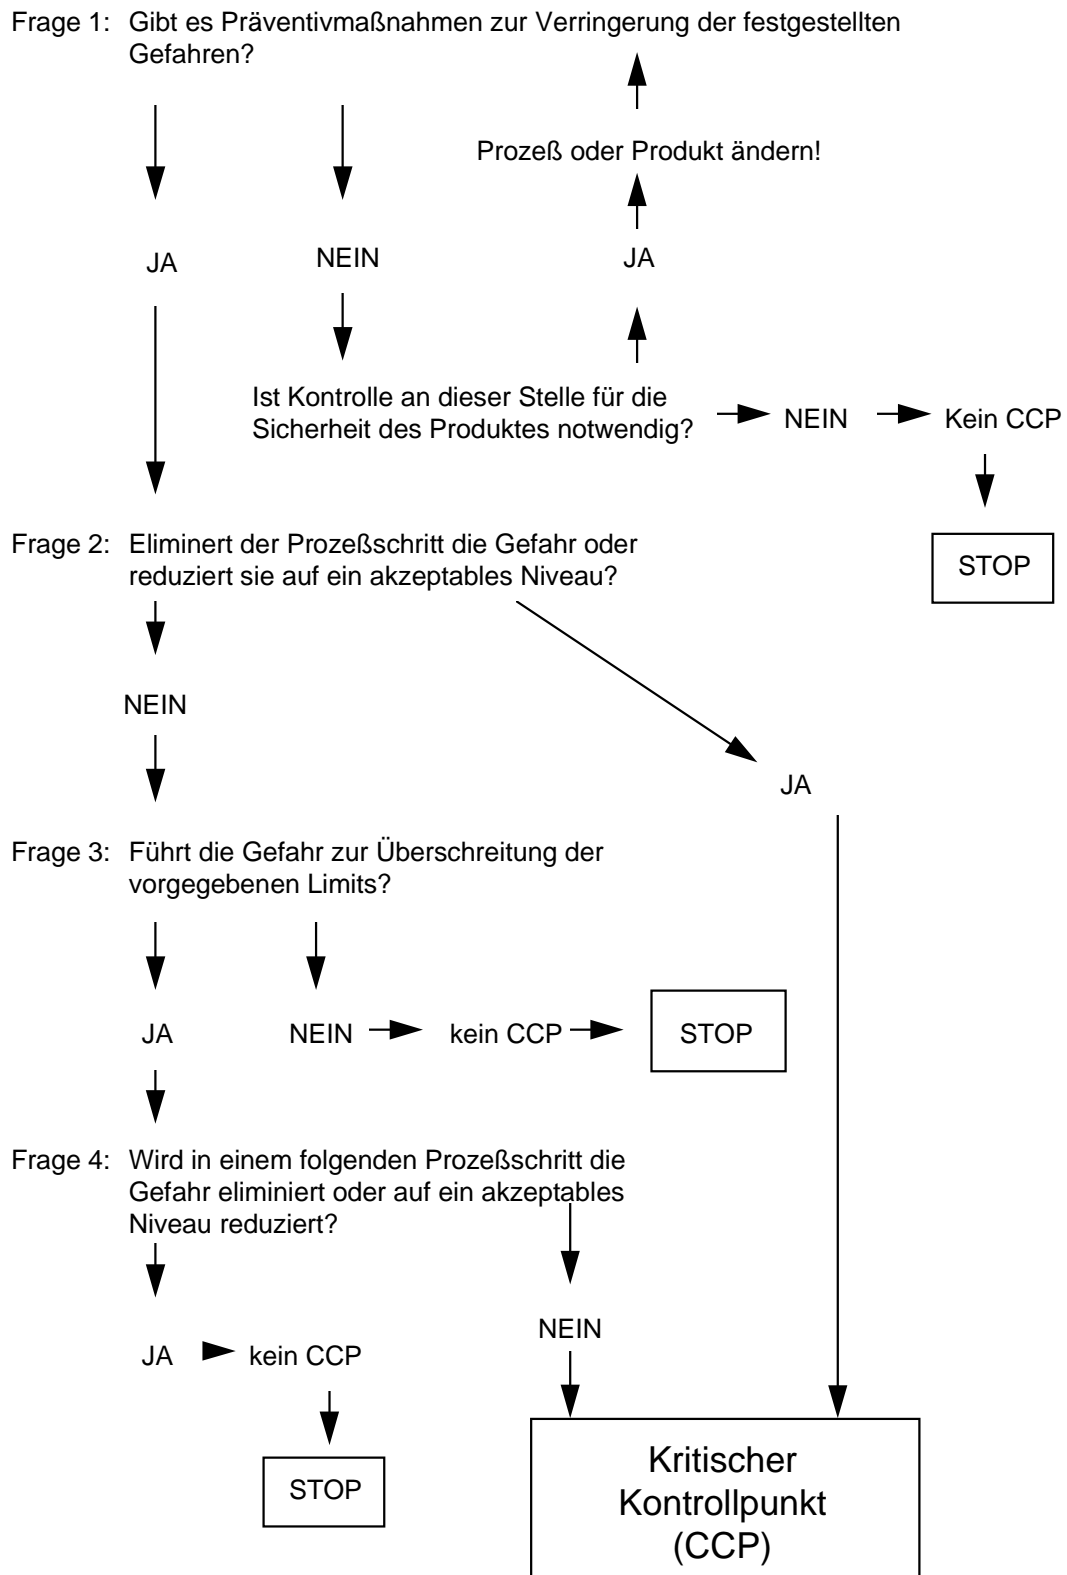 Frage 1: Gibt es Präventivmaßnahmen zur Verringerung der festgestellten
Gefahren?
Prozeß oder Produkt ändern!
JA
NEIN
JA
Ist Kontrolle an dieser Stelle für die
Sicherheit des Produktes notwendig?
NEIN
Kein CCP
STOP
Frage 2: Eliminert der Prozeßschritt die Gefahr oder
reduziert sie auf ein akzeptables Niveau?
NEIN
JA
Frage 3: Führt die Gefahr zur Überschreitung der
vorgegebenen Limits?
JA
NEIN
kein CCP
STOP
Frage 4: Wird in einem folgenden Prozeßschritt die
Gefahr eliminiert oder auf ein akzeptables
Niveau reduziert?
NEIN
JA
kein CCP
STOP
Kritischer
Kontrollpunkt
(CCP)